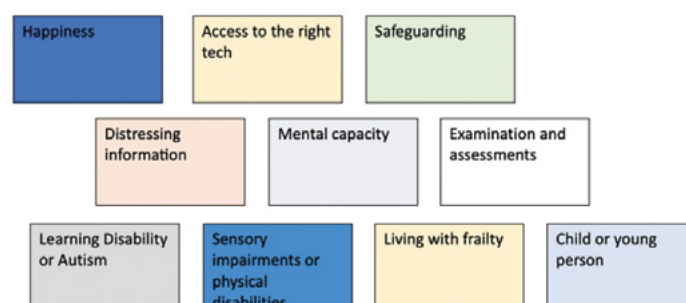 Happiness
Access to the right
tech
Safeguarding
Distressing
information
Mental capacity
Examination and
assessments
Learning Disability
or Autism
Sensory
impairments or
physical
disabilities
Living with frailty
Child or young
person